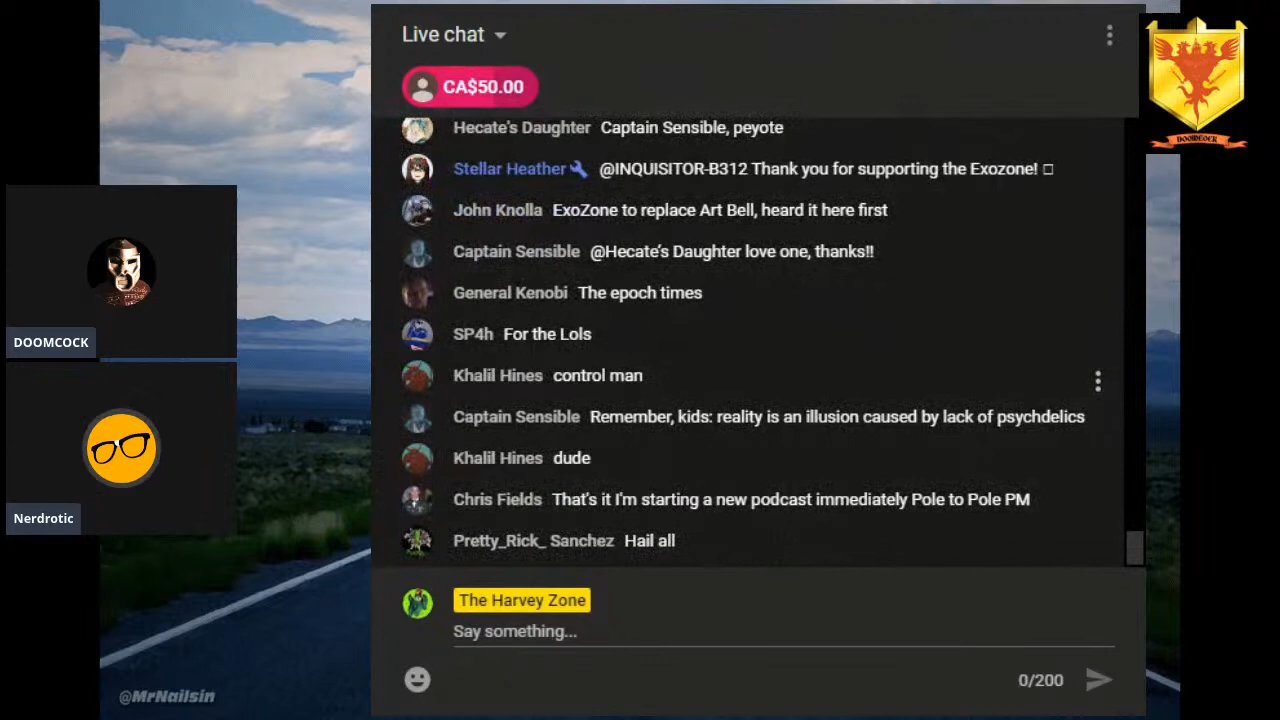 Live chat
CA$50.00
Hecate's Daughter Captain Sensible, peyote
Stellar Heather @INQUISITOR-B312 Thank you for supporting the Exozone! □
John Knolla ExoZone to replace Art Bell, heard it here first
Captain Sensible @Hecate's Daughter love one, thanks!!
General Kenobi The epoch times
SP4h For the Lols
Khalil Hines control man
Captain Sensible Remember, kids: reality is an illusion caused by lack of psychdelics
Khalil Hines dude
Chris Fields That's it I'm starting a new podcast immediately Pole to Pole PM
Pretty_Rick_ Sanchez Hail all
The Harvey Zone
Say something...
0/200
DOOMCOCK
Nerdrotic
@MrNailsin
DOOMCOCK